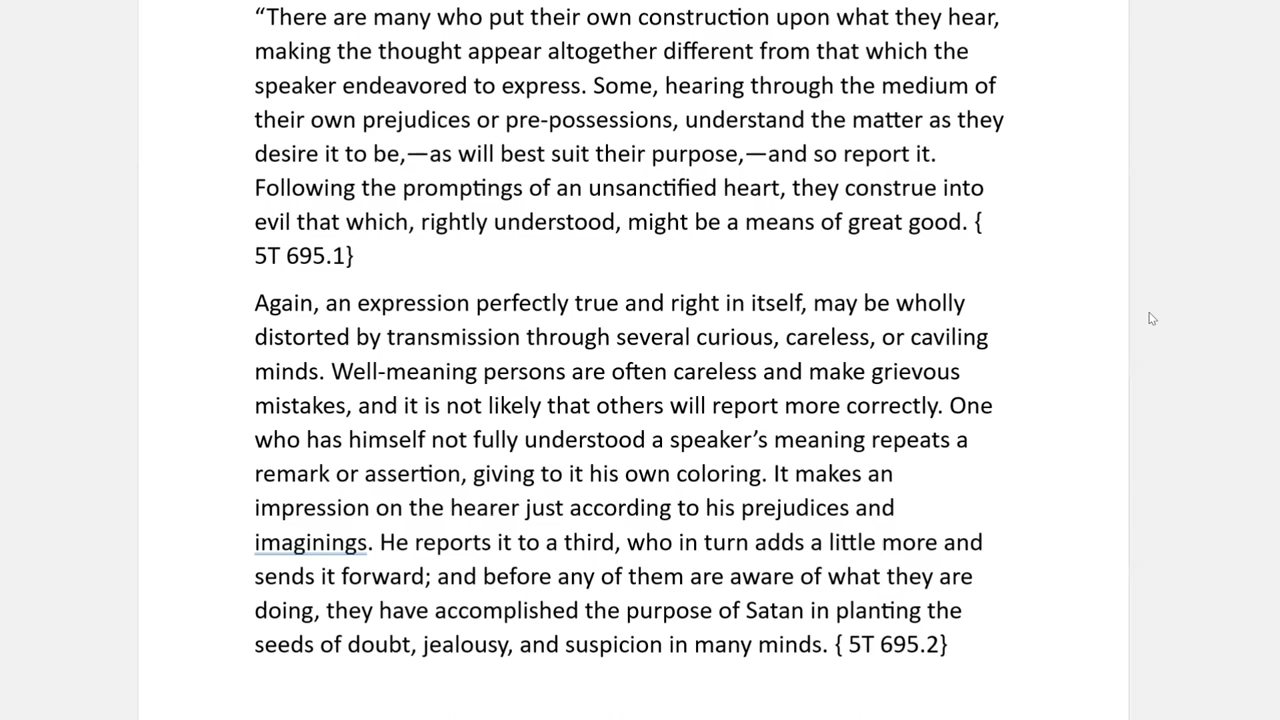 “There are many who put their own construction upon what they hear,
making the thought appear altogether different from that which the
speaker endeavored to express. Some, hearing through the medium of
their own prejudices or pre-possessions, understand the matter as they
desire it to be,—as will best suit their purpose,—and so report it.
Following the promptings of an unsanctified heart, they construe into
evil that which, rightly understood, might be a means of great good. {
5T 695.1}
Again, an expression perfectly true and right in itself, may be wholly
distorted by transmission through several curious, careless, or caviling
minds. Well-meaning persons are often careless and make grievous
mistakes, and it is not likely that others will report more correctly. One
who has himself not fully understood a speaker’s meaning repeats a
remark or assertion, giving to it his own coloring. It makes an
impression on the hearer just according to his prejudices and
imaginings. He reports it to a third, who in turn adds a little more and
sends it forward; and before any of them are aware of what they are
doing, they have accomplished the purpose of Satan in planting the
seeds of doubt, jealousy, and suspicion in many minds. { 5T 695.2}